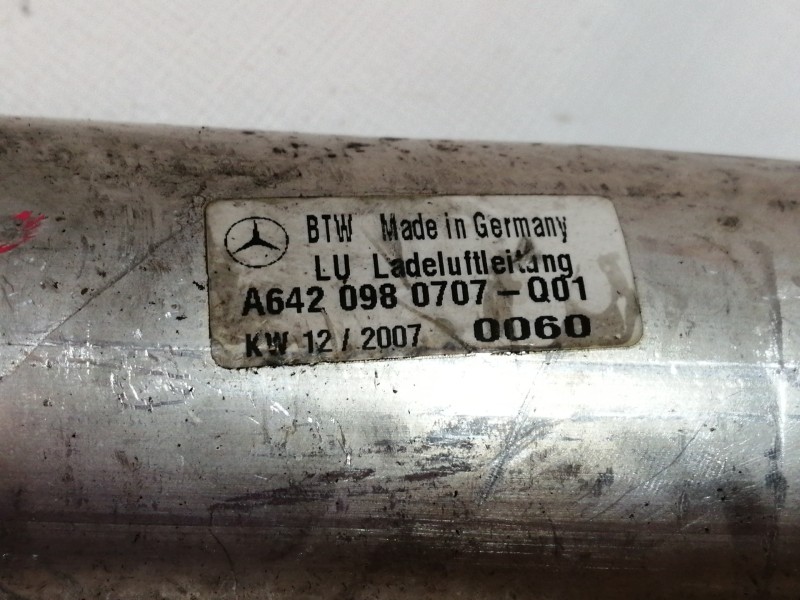 BTW Made in Germany
LU Ladeluftleitung
A642 098 0707-Q01
KW 12/2007 0060